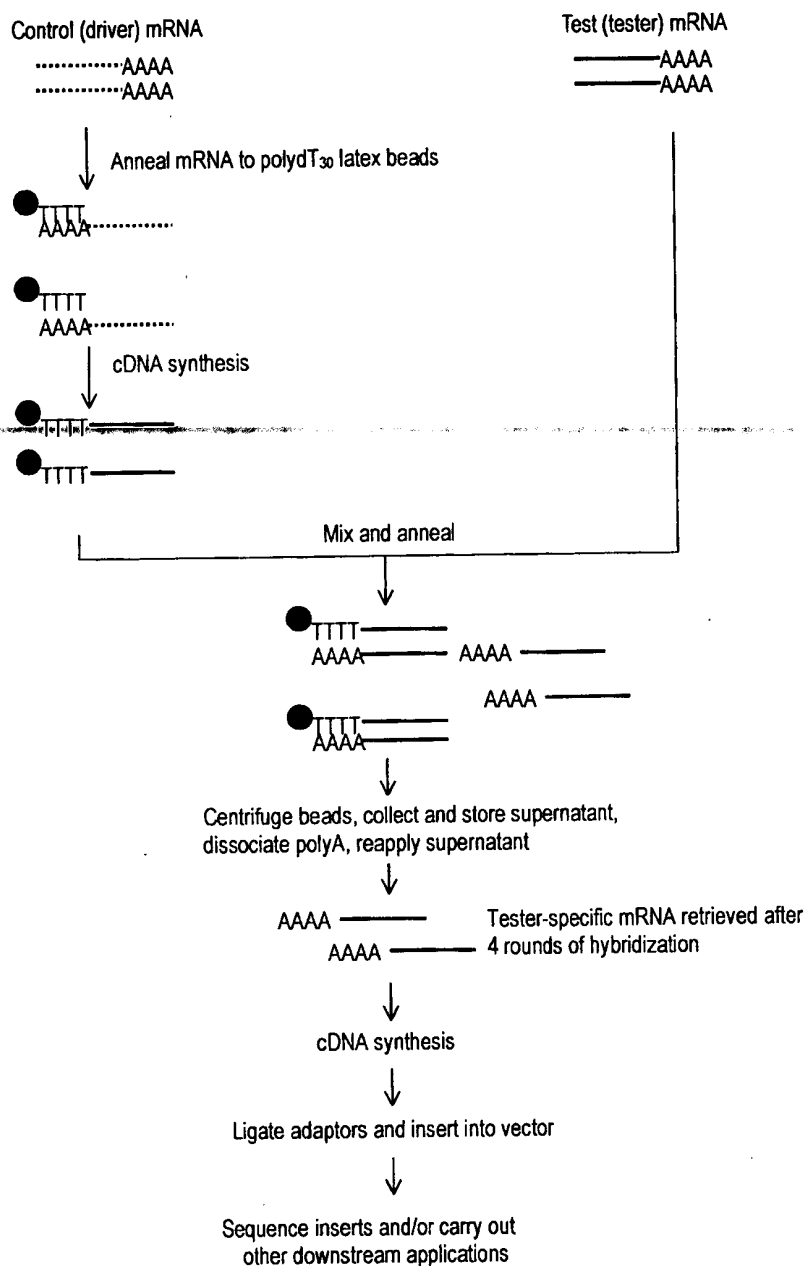 Control (driver) mRNA
AAAA
AAAA
Test (tester) mRNA
AAAA
AAAA
Anneal mRNA to polydT₃₀ latex beads
TTTT
AAAA
TTTT
AAAA
cDNA synthesis
TTTT
TTTT
Mix and anneal
TTTT
AAAA AAAA
AAAA
TTTT
AAAA
Centrifuge beads, collect and store supernatant,
dissociate polyA, reapply supernatant
AAAA
AAAA
Tester-specific mRNA retrieved after
4 rounds of hybridization
cDNA synthesis
Ligate adaptors and insert into vector
Sequence inserts and/or carry out
other downstream applications